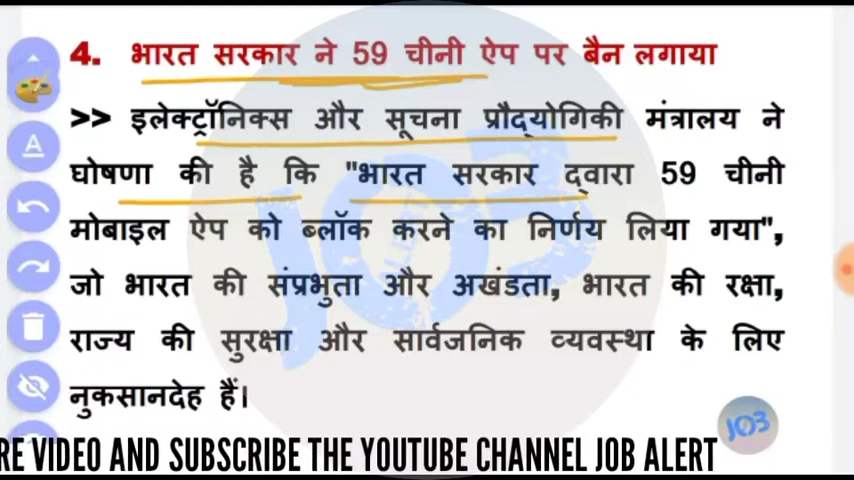 4. भारत सरकार ने 59 चीनी ऐप पर बैन लगाया
>> इलेक्ट्रॉनिक्स और सूचना प्रौद्योगिकी मंत्रालय ने
घोषणा की है कि "भारत सरकार द्वारा 59 चीनी
मोबाइल ऐप को ब्लॉक करने का निर्णय लिया गया",
जो भारत की संप्रभुता और अखंडता, भारत की रक्षा,
राज्य की सुरक्षा और सार्वजनिक व्यवस्था के लिए
नुकसानदेह हैं।
JOB
JOB
ALERT
A
RE VIDEO AND SUBSCRIBE THE YOUTUBE CHANNEL JOB ALERT